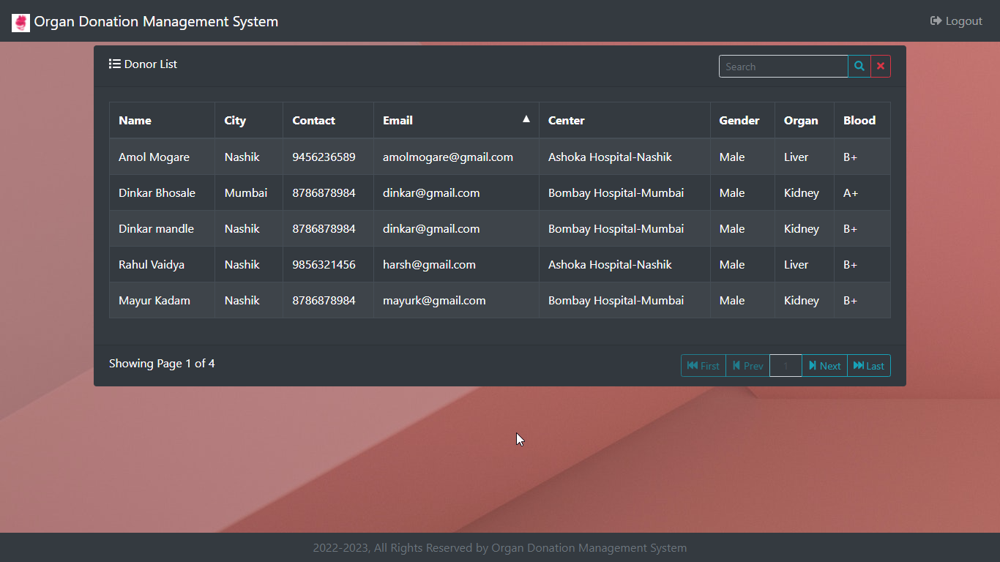 Organ Donation Management System
Logout
Donor List
Search
Name City Contact Email ▲ Center Gender Organ Blood
Amol Mogare Nashik 9456236589 amolmogare@gmail.com Ashoka Hospital-Nashik Male Liver B+
Dinkar Bhosale Mumbai 8786878984 dinkar@gmail.com Bombay Hospital-Mumbai Male Kidney A+
Dinkar mandle Nashik 8786878984 dinkar@gmail.com Bombay Hospital-Mumbai Male Kidney B+
Rahul Vaidya Nashik 9856321456 harsh@gmail.com Ashoka Hospital-Nashik Male Liver B+
Mayur Kadam Nashik 8786878984 mayurk@gmail.com Bombay Hospital-Mumbai Male Kidney B+
Showing Page 1 of 4
First Prev 1 Next Last
2022-2023, All Rights Reserved by Organ Donation Management System